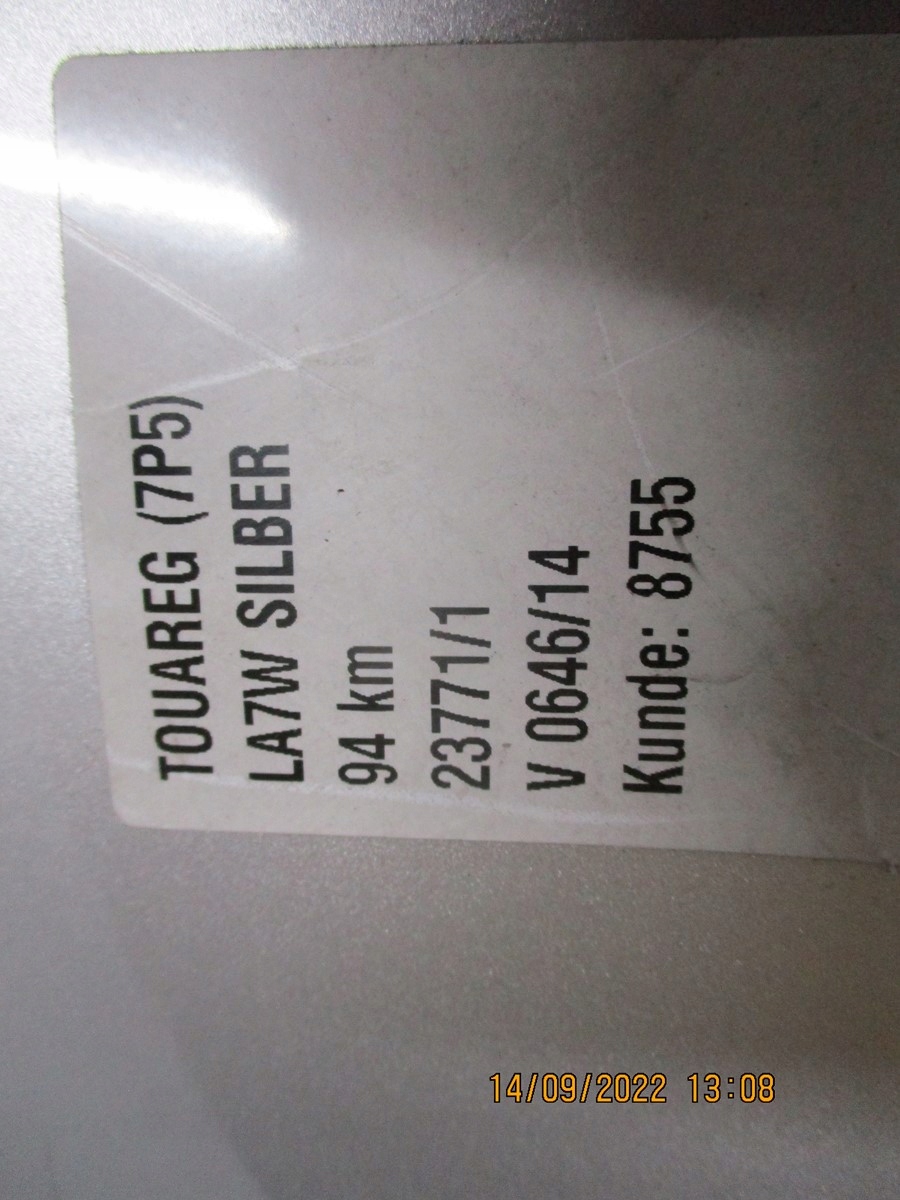 TOUAREG (7P5)
LA7W SILBER
94 km
23771/1
V 0646/14
Kunde: 8755
14/09/2022 13:08